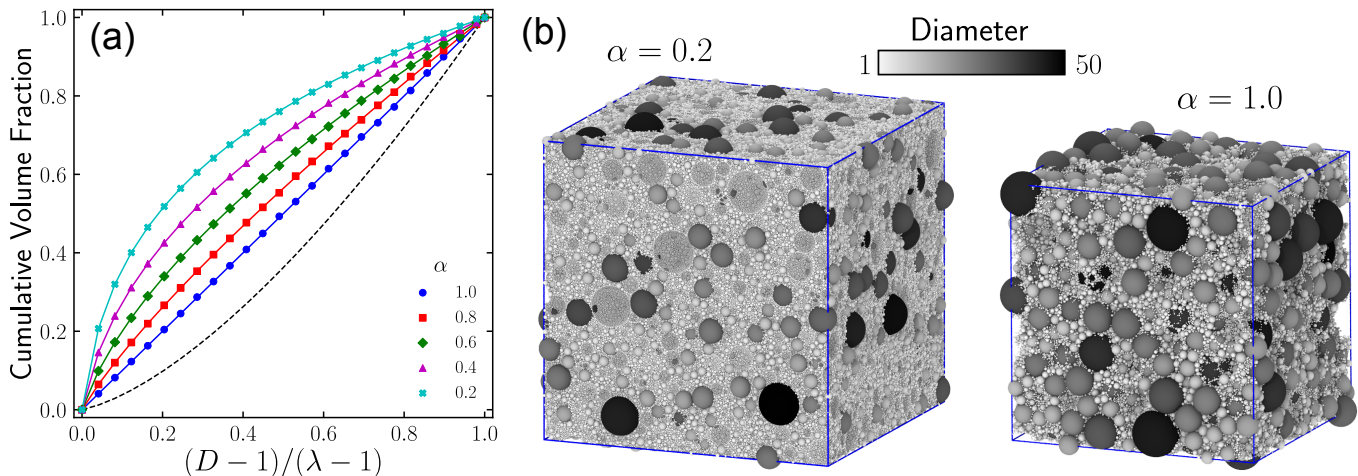 (a)
Cumulative Volume Fraction
1.0
0.8
0.6
0.4
0.2
0.0
0.0 0.2 0.4 0.6 0.8 1.0
(D − 1)/(λ − 1)
α
1.0
0.8
0.6
0.4
0.2
(b)
α = 0.2
Diameter
1 50
α = 1.0